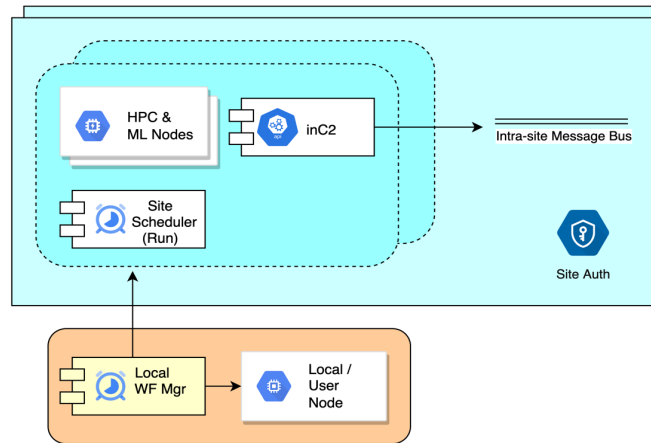 HPC &
ML Nodes
API
inC2
Intra-site Message Bus
Site
Scheduler
(Run)
Site Auth
Local
WF Mgr
Local /
User
Node